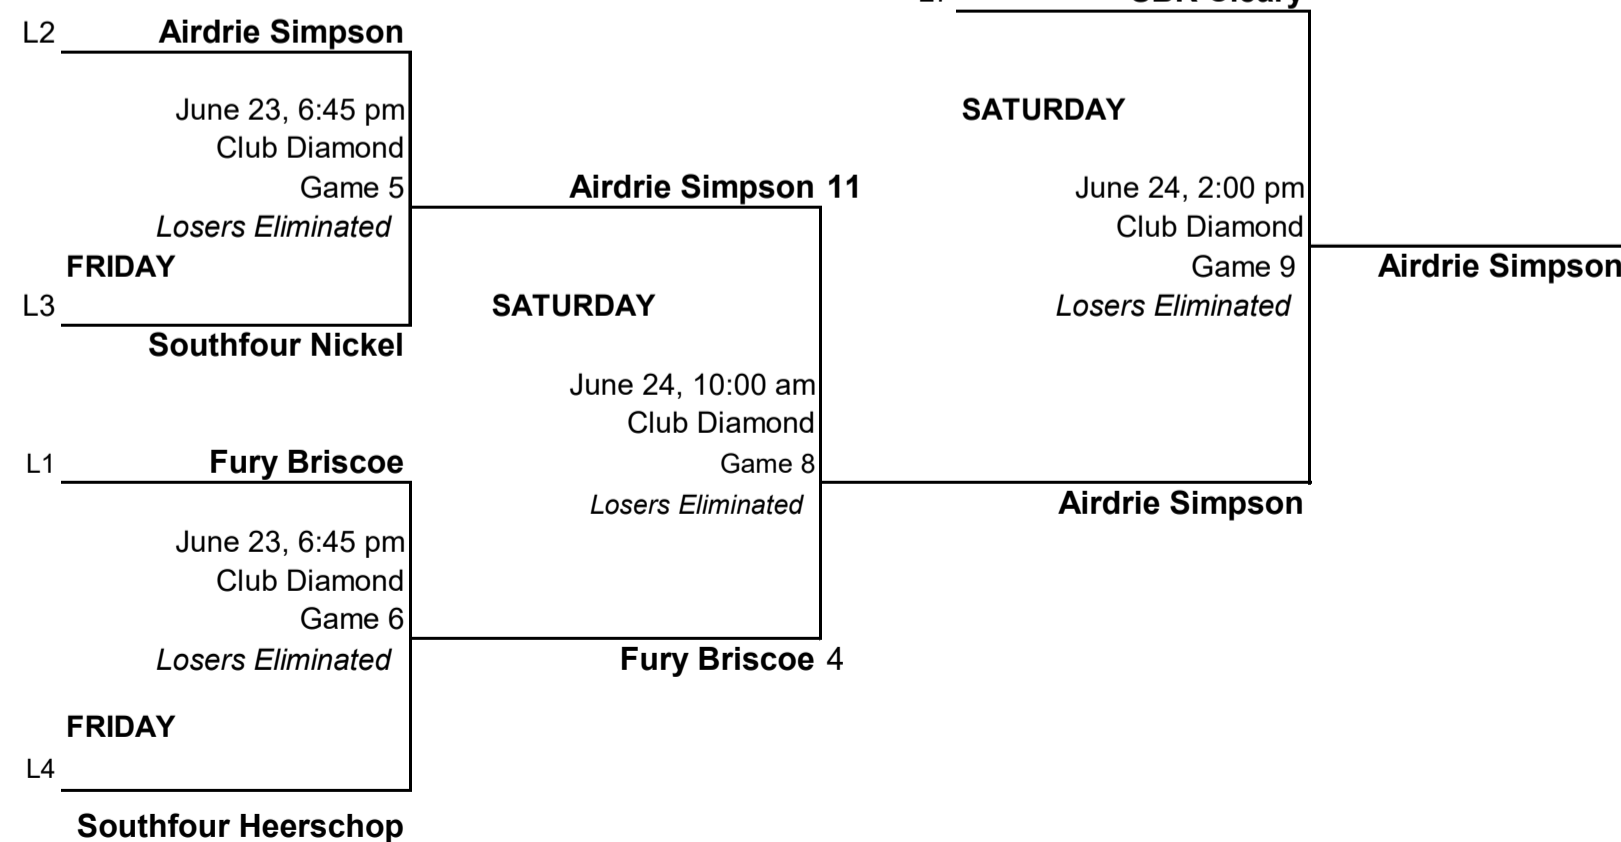 L2 Airdrie Simpson
June 23, 6:45 pm
Club Diamond
Game 5
Losers Eliminated
FRIDAY
L3
Southfour Nickel
L1 Fury Briscoe
June 23, 6:45 pm
Club Diamond
Game 6
Losers Eliminated
FRIDAY
L4
Southfour Heerschop
Airdrie Simpson 11
SATURDAY
June 24, 10:00 am
Club Diamond
Game 8
Losers Eliminated
Fury Briscoe 4
Cleary
SATURDAY
June 24, 2:00 pm
Club Diamond
Game 9
Losers Eliminated
Airdrie Simpson
Airdrie Simpson